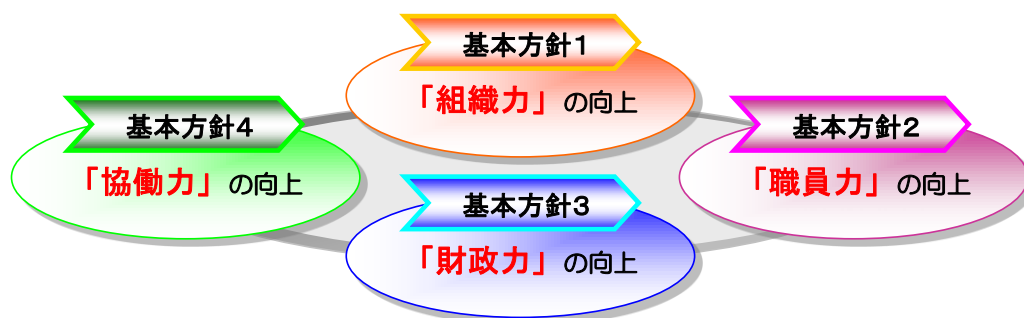 基本方針1
「組織力」の向上
基本方針2
「職員力」の向上
基本方針3
「財政力」の向上
基本方針4
「協働力」の向上